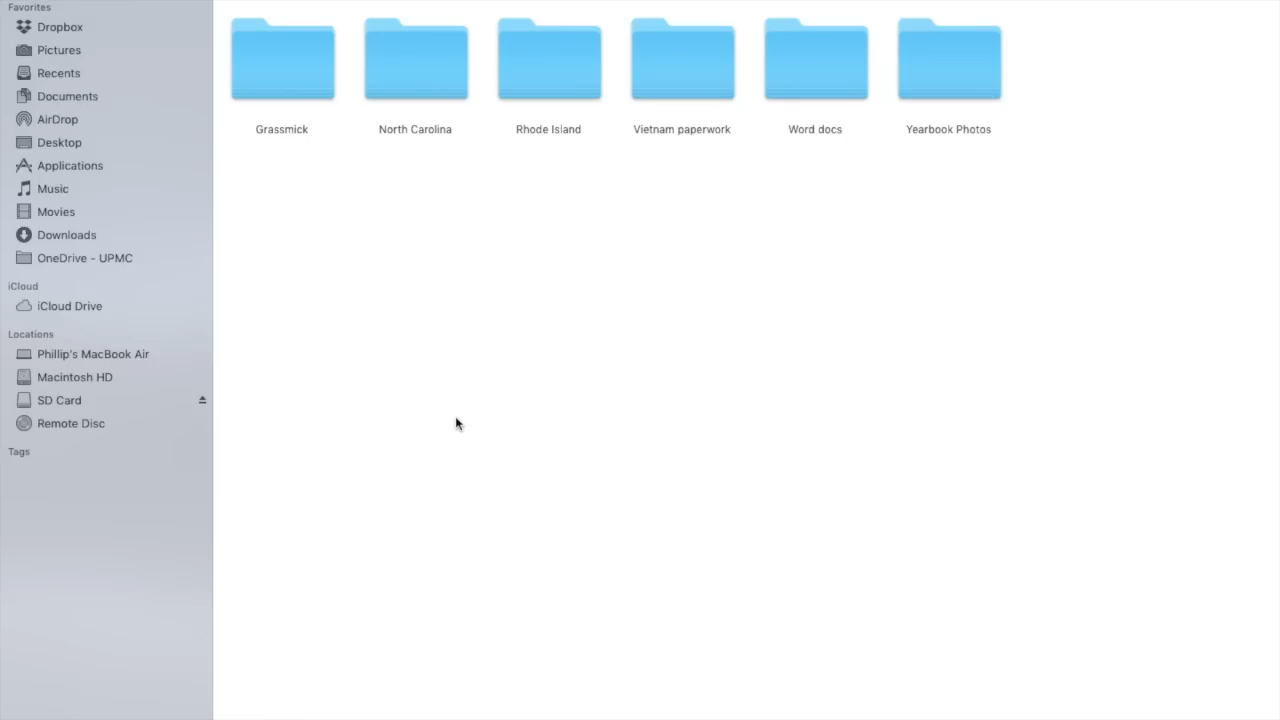 Favorites
Dropbox
Pictures
Recents
Documents
AirDrop
Desktop
Applications
Music
Movies
Downloads
OneDrive - UPMC
iCloud
iCloud Drive
Locations
Phillip's MacBook Air
Macintosh HD
SD Card
Remote Disc
Tags
Grassmick
North Carolina
Rhode Island
Vietnam paperwork
Word docs
Yearbook Photos